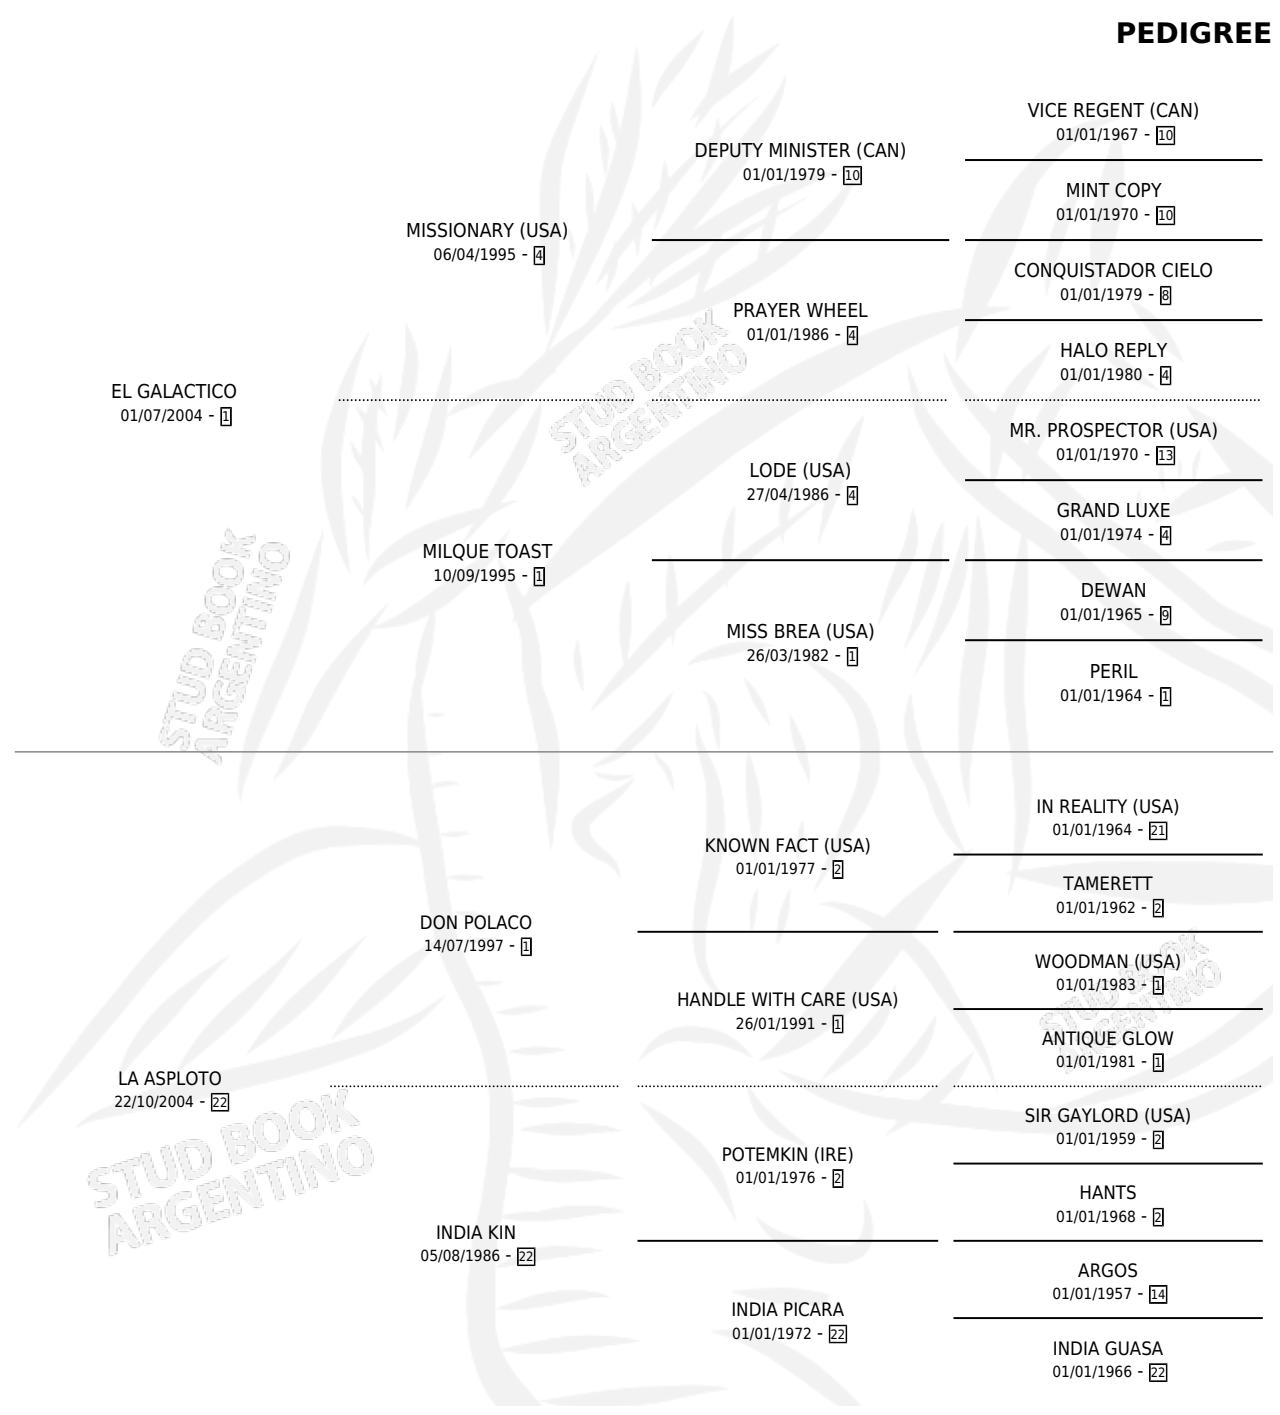 PEDIGREE
VICE REGENT (CAN)
01/01/1967 - 10
DEPUTY MINISTER (CAN)
01/01/1979 - 10
MINT COPY
01/01/1970 - 10
MISSIONARY (USA)
06/04/1995 - 4
CONQUISTADOR CIELO
01/01/1979 - 8
PRAYER WHEEL
01/01/1986 - 4
HALO REPLY
01/01/1980 - 4
EL GALACTICO
01/07/2004 - 1
STUD BOOK
ARGENTINO
MR. PROSPECTOR (USA)
01/01/1970 - 13
LODE (USA)
27/04/1986 - 4
GRAND LUXE
01/01/1974 - 4
MILQUE TOAST
10/09/1995 - 1
DEWAN
01/01/1965 - 9
MISS BREA (USA)
26/03/1982 - 1
PERIL
01/01/1964 - 1
STUD BOOK
ARGENTINO
IN REALITY (USA)
01/01/1964 - 21
KNOWN FACT (USA)
01/01/1977 - 2
TAMERETT
01/01/1962 - 2
DON POLACO
14/07/1997 - 1
WOODMAN (USA)
01/01/1983 - 1
HANDLE WITH CARE (USA)
26/01/1991 - 1
STUD BOOK
ARGENTINO
ANTIQUE GLOW
01/01/1981 - 1
LA ASPLOTO
22/10/2004 - 22
SIR GAYLORD (USA)
01/01/1959 - 2
POTEMKIN (IRE)
01/01/1976 - 2
STUD BOOK
ARGENTINO
HANTS
01/01/1968 - 2
INDIA KIN
05/08/1986 - 22
ARGOS
01/01/1957 - 14
INDIA PICARA
01/01/1972 - 22
INDIA GUASA
01/01/1966 - 22